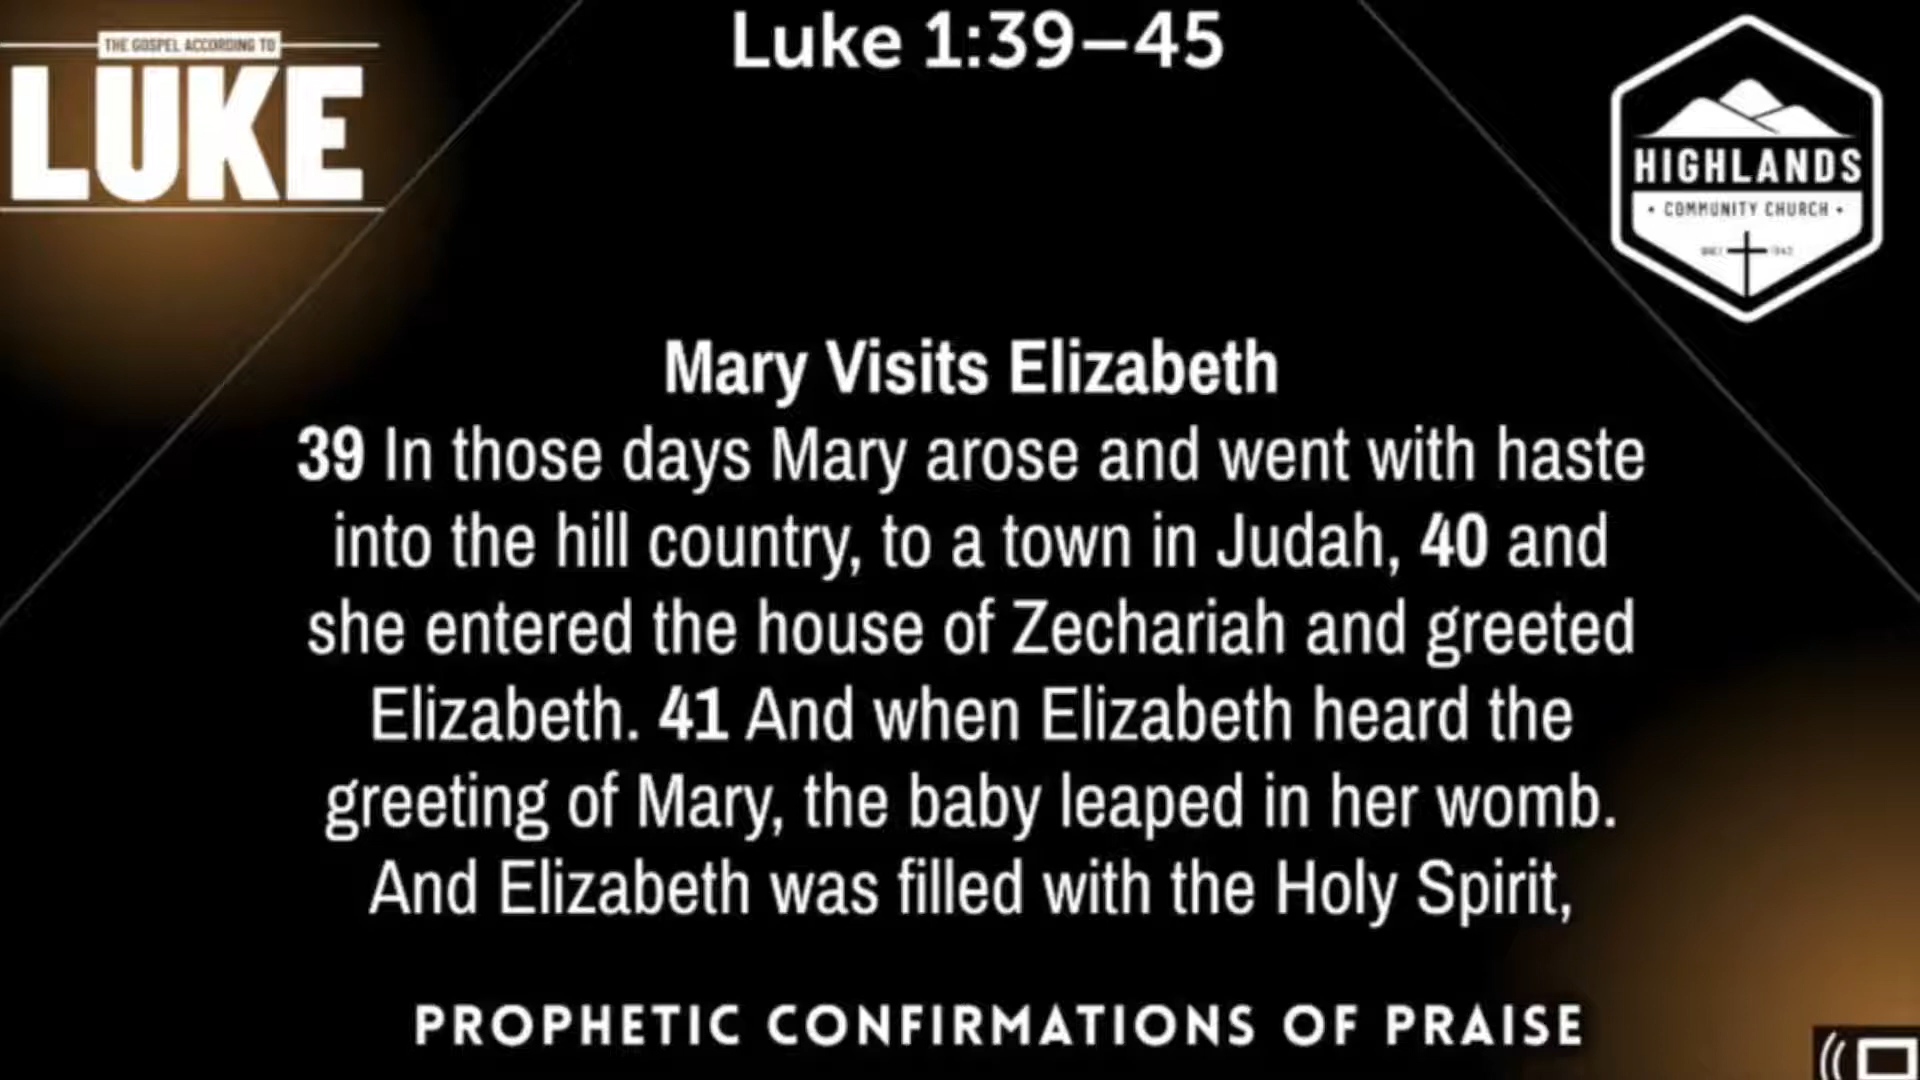 THE GOSPEL ACCORDING TO
LUKE
Luke 1:39–45
HIGHLANDS
• COMMUNITY CHURCH •
Mary Visits Elizabeth
39 In those days Mary arose and went with haste
into the hill country, to a town in Judah, 40 and
she entered the house of Zechariah and greeted
Elizabeth. 41 And when Elizabeth heard the
greeting of Mary, the baby leaped in her womb.
And Elizabeth was filled with the Holy Spirit,
PROPHETIC CONFIRMATIONS OF PRAISE